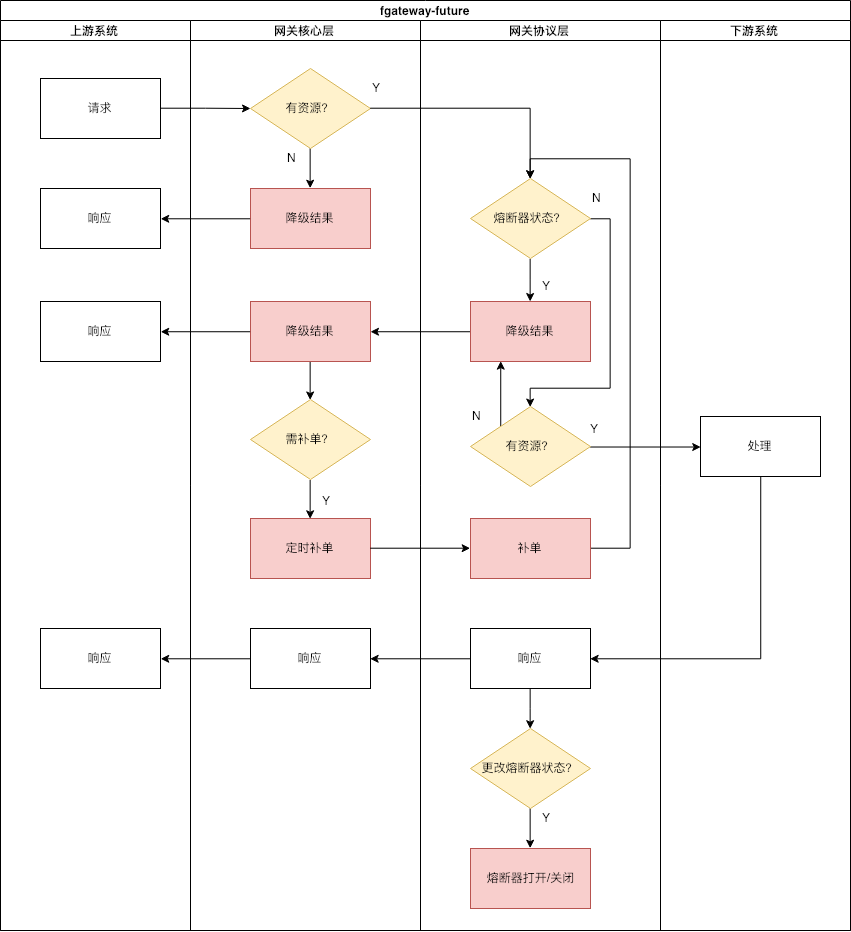 fgateway-future
上游系统
网关核心层
网关协议层
下游系统
请求
有资源?
Y
N
响应
降级结果
熔断器状态?
N
Y
响应
降级结果
降级结果
需补单?
N
有资源?
Y
处理
Y
定时补单
补单
响应
响应
响应
更改熔断器状态?
Y
熔断器打开/关闭